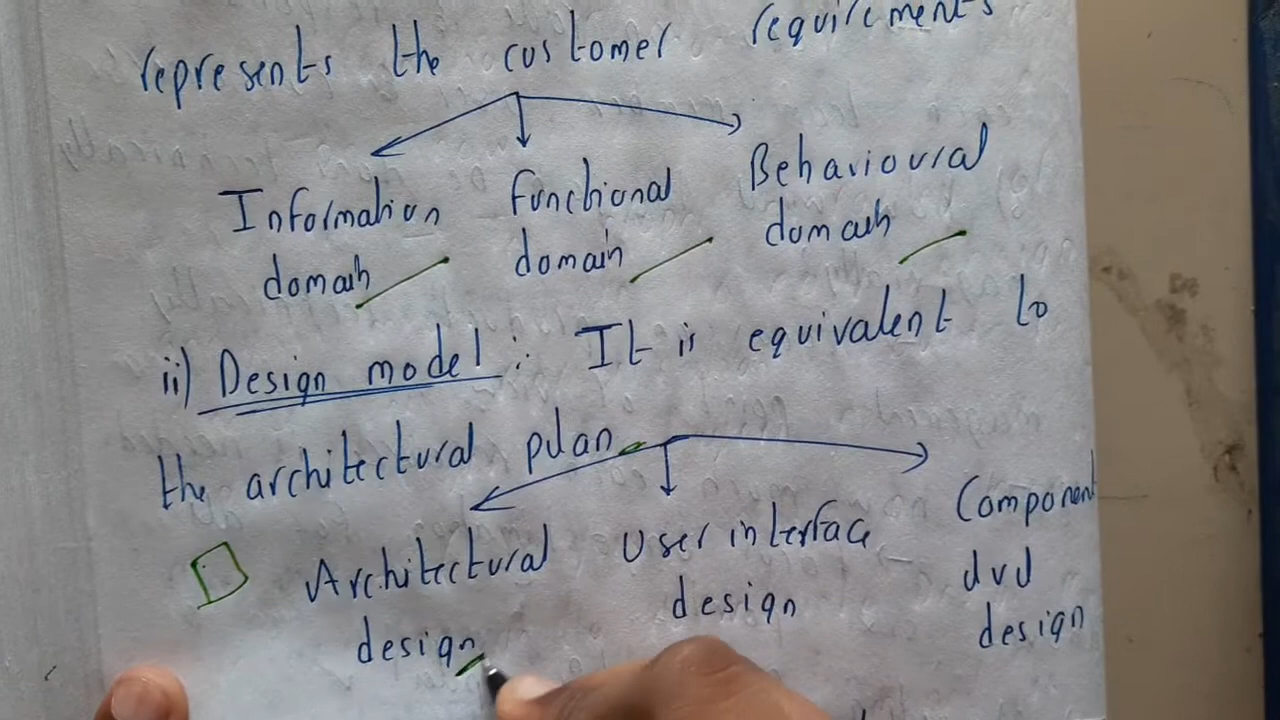 represents the customer requirements
Information functional Behavioural
domain domain domain
ii) Design model : It is equivalent to
the architectural plan
Architectural User interface Component
design design dvd
design